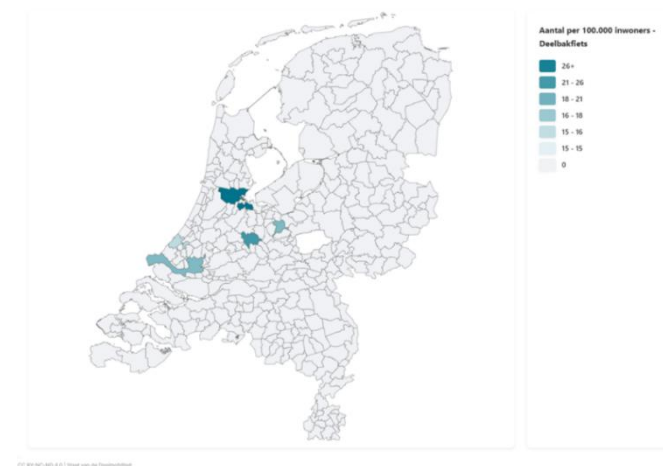 Aantal per 100.000 inwoners -
Deelbakfiets
26+
21 - 26
18 - 21
16 - 18
15 - 16
15 - 15
0